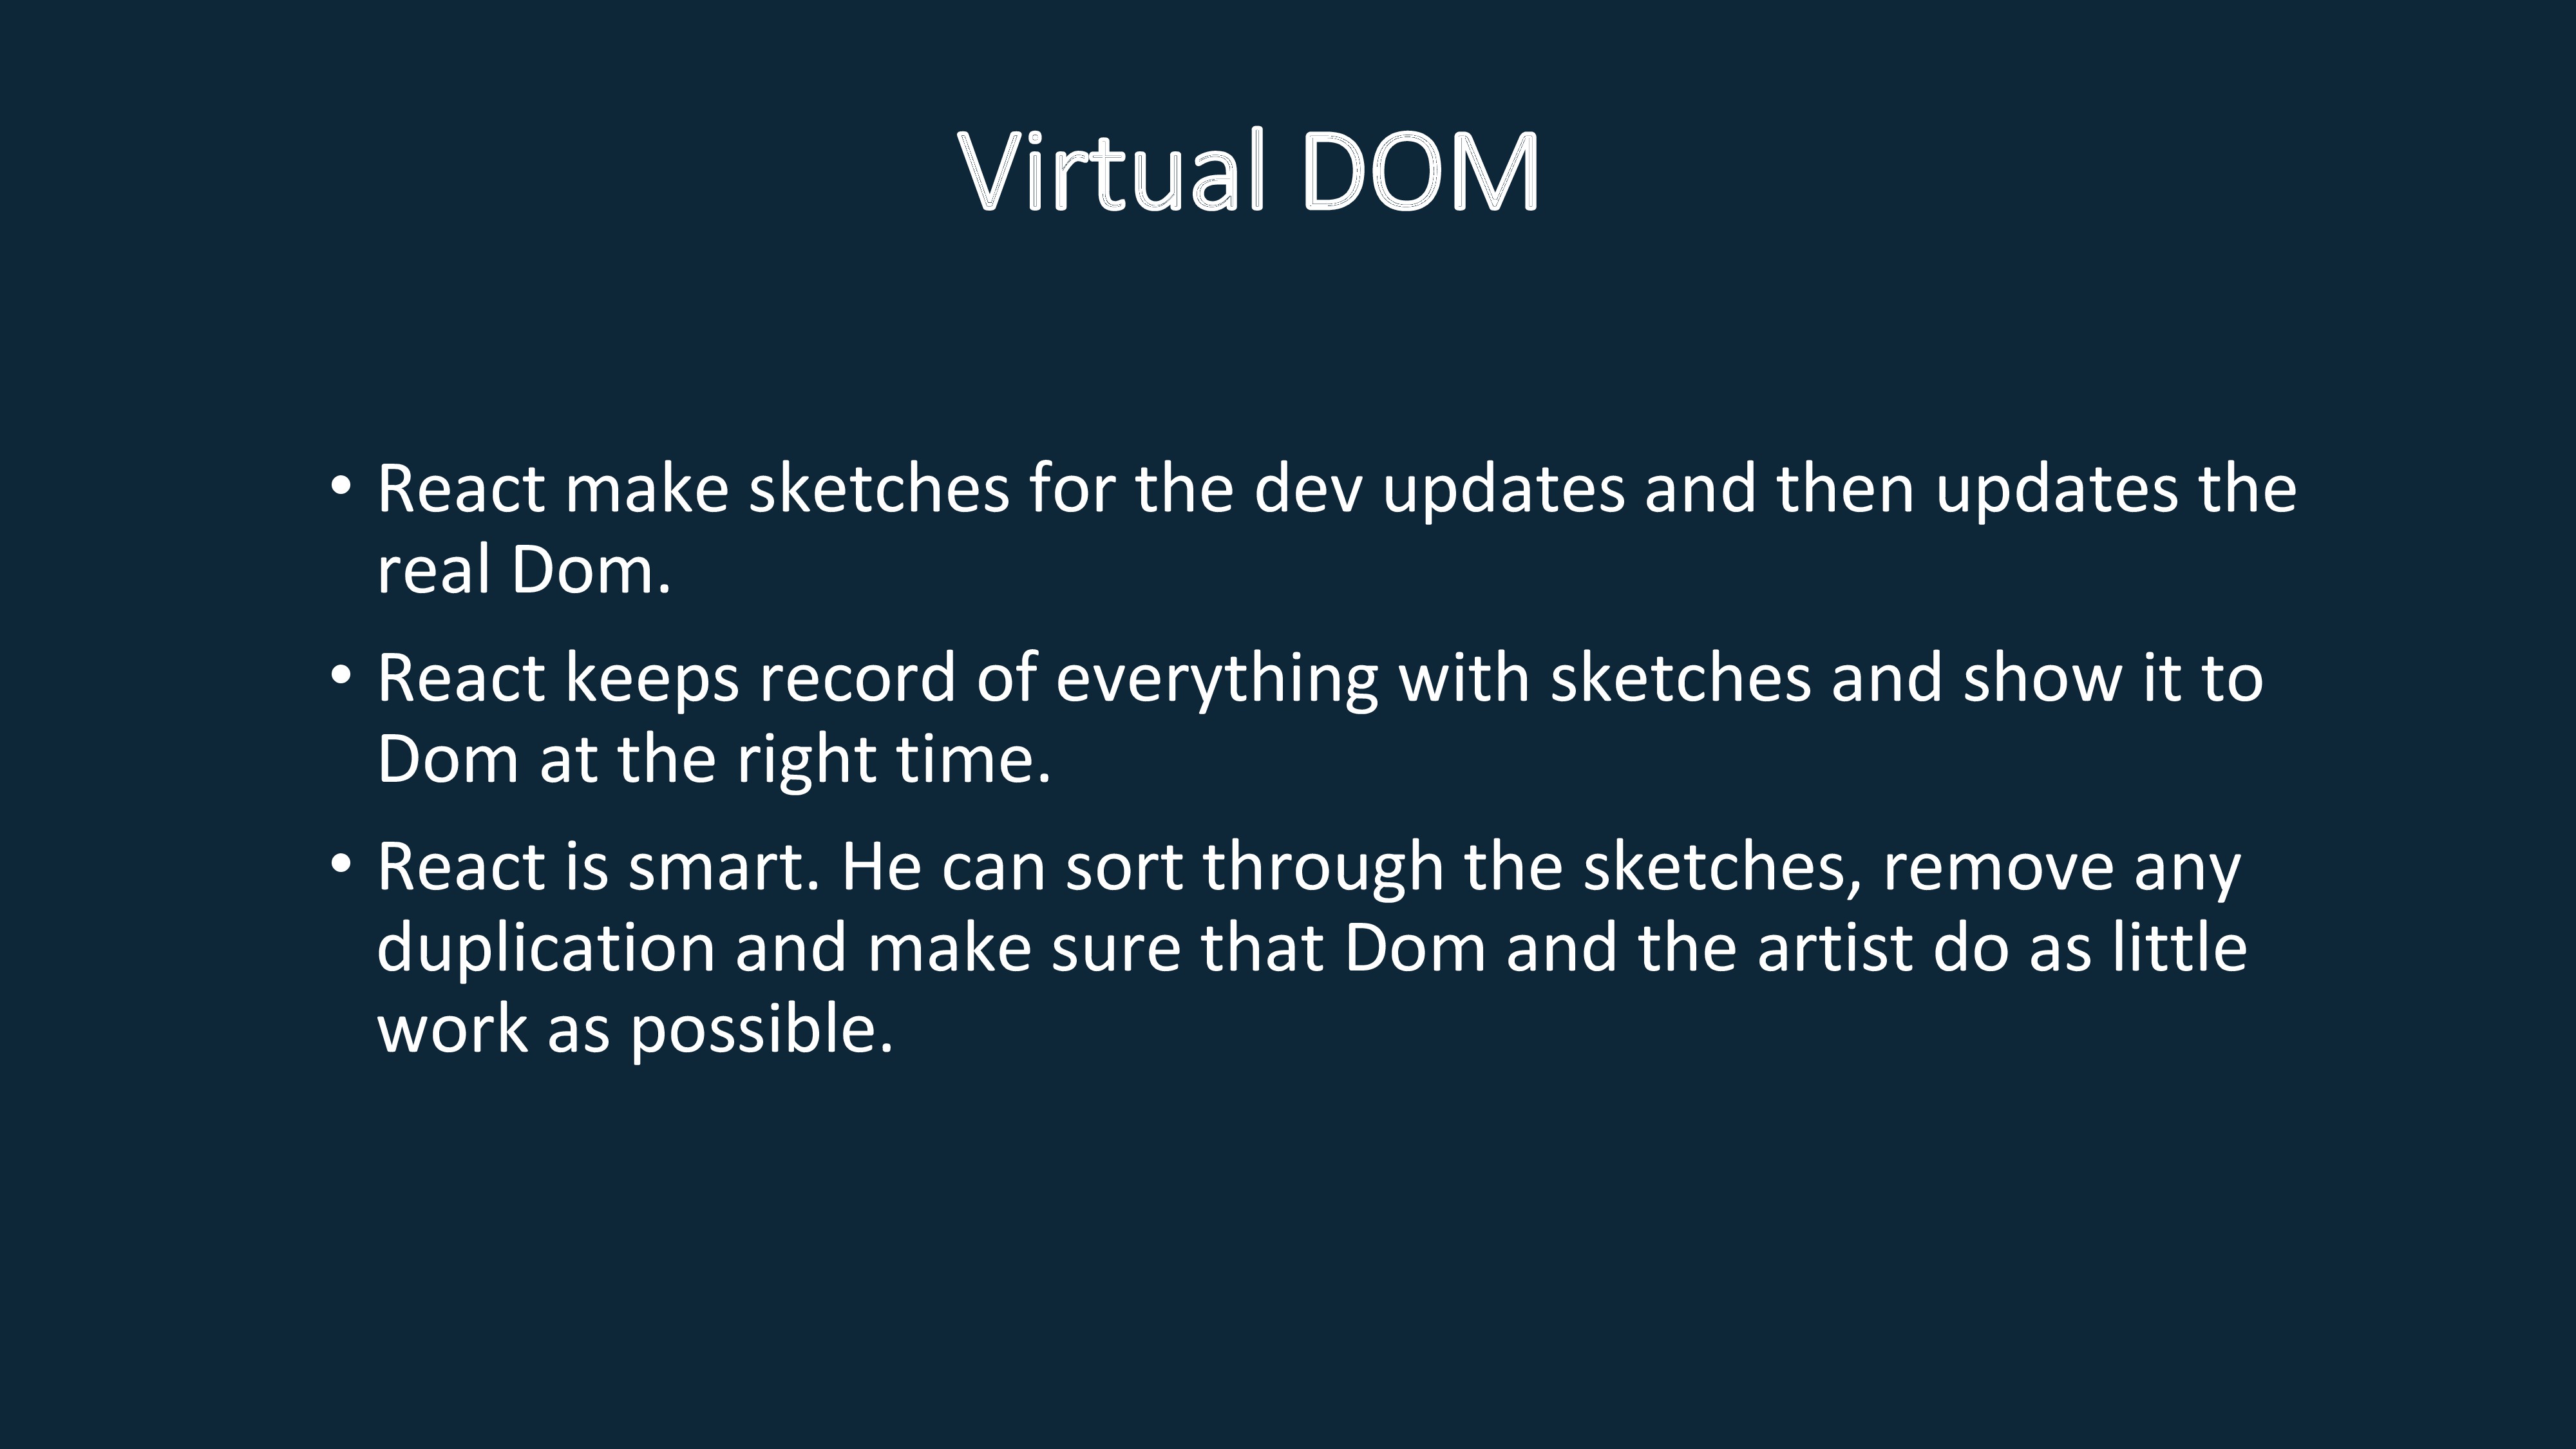 Virtual DOM
• React make sketches for the dev updates and then updates the
real Dom.
• React keeps record of everything with sketches and show it to
Dom at the right time.
• React is smart. He can sort through the sketches, remove any
duplication and make sure that Dom and the artist do as little
work as possible.